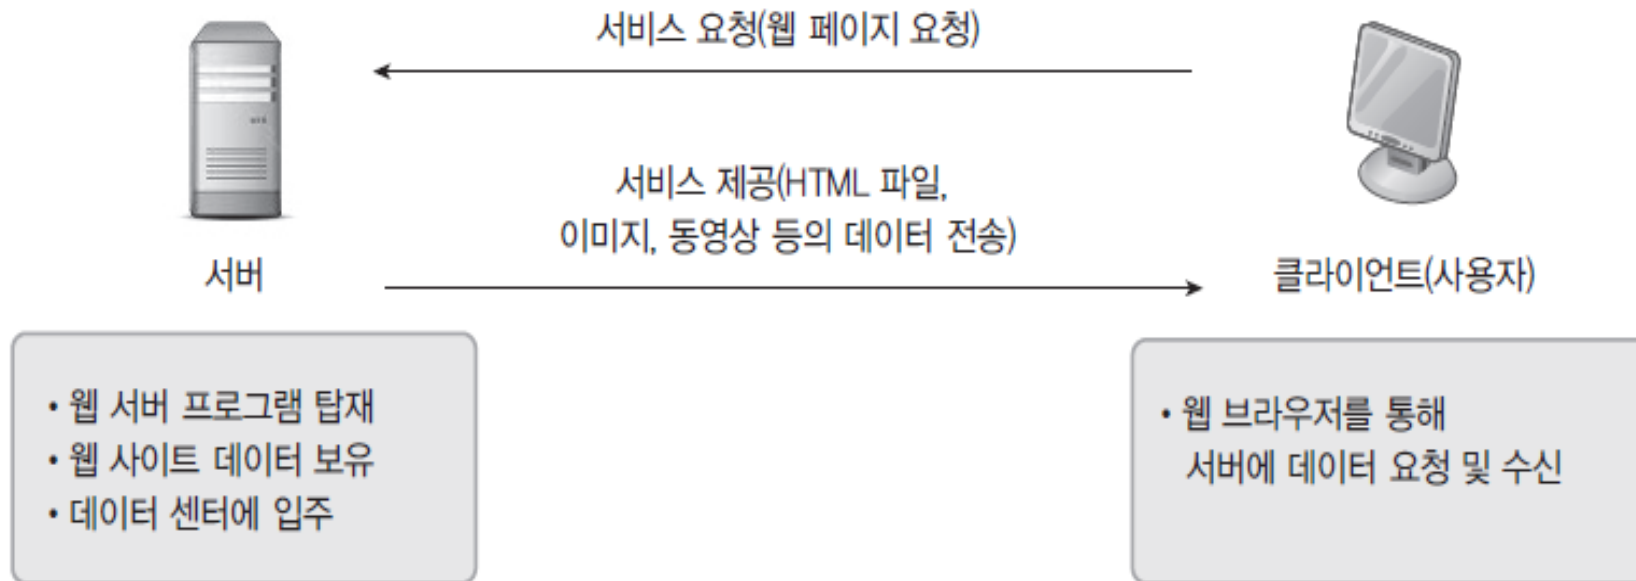 서비스 요청(웹 페이지 요청)
서비스 제공(HTML 파일,
이미지, 동영상 등의 데이터 전송)
서버
클라이언트(사용자)
• 웹 서버 프로그램 탑재
• 웹 사이트 데이터 보유
• 데이터 센터에 입주
• 웹 브라우저를 통해
서버에 데이터 요청 및 수신